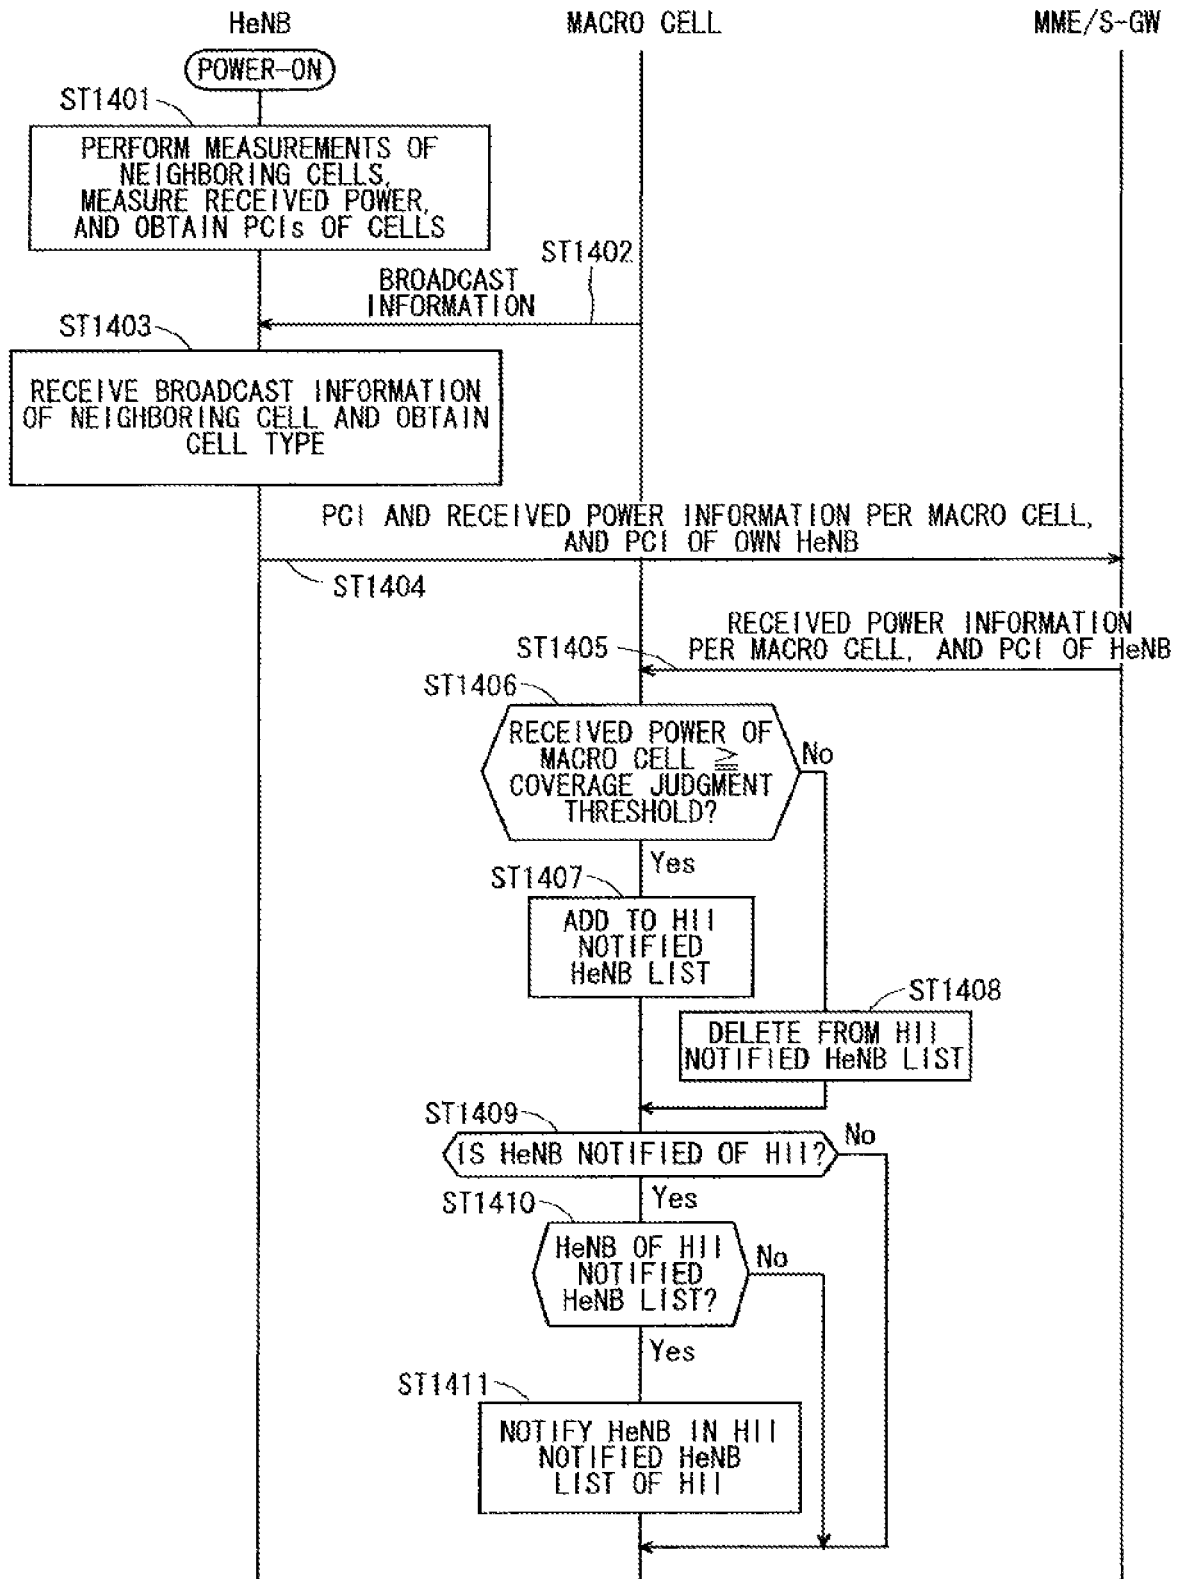 HeNB
MACRO CELL
MME/S-GW
POWER-ON
ST1401
PERFORM MEASUREMENTS OF
NEIGHBORING CELLS,
MEASURE RECEIVED POWER,
AND OBTAIN PCIs OF CELLS
ST1402
BROADCAST
INFORMATION
ST1403
RECEIVE BROADCAST INFORMATION
OF NEIGHBORING CELL AND OBTAIN
CELL TYPE
PCI AND RECEIVED POWER INFORMATION PER MACRO CELL,
AND PCI OF OWN HeNB
ST1404
RECEIVED POWER INFORMATION
PER MACRO CELL, AND PCI OF HeNB
ST1405
ST1406
RECEIVED POWER OF
MACRO CELL ≧
COVERAGE JUDGMENT
THRESHOLD?
No
Yes
ST1407
ADD TO HII
NOTIFIED
HeNB LIST
ST1408
DELETE FROM HII
NOTIFIED HeNB LIST
ST1409
IS HeNB NOTIFIED OF HII?
No
Yes
ST1410
HeNB OF HII
NOTIFIED
HeNB LIST?
No
Yes
ST1411
NOTIFY HeNB IN HII
NOTIFIED HeNB
LIST OF HII